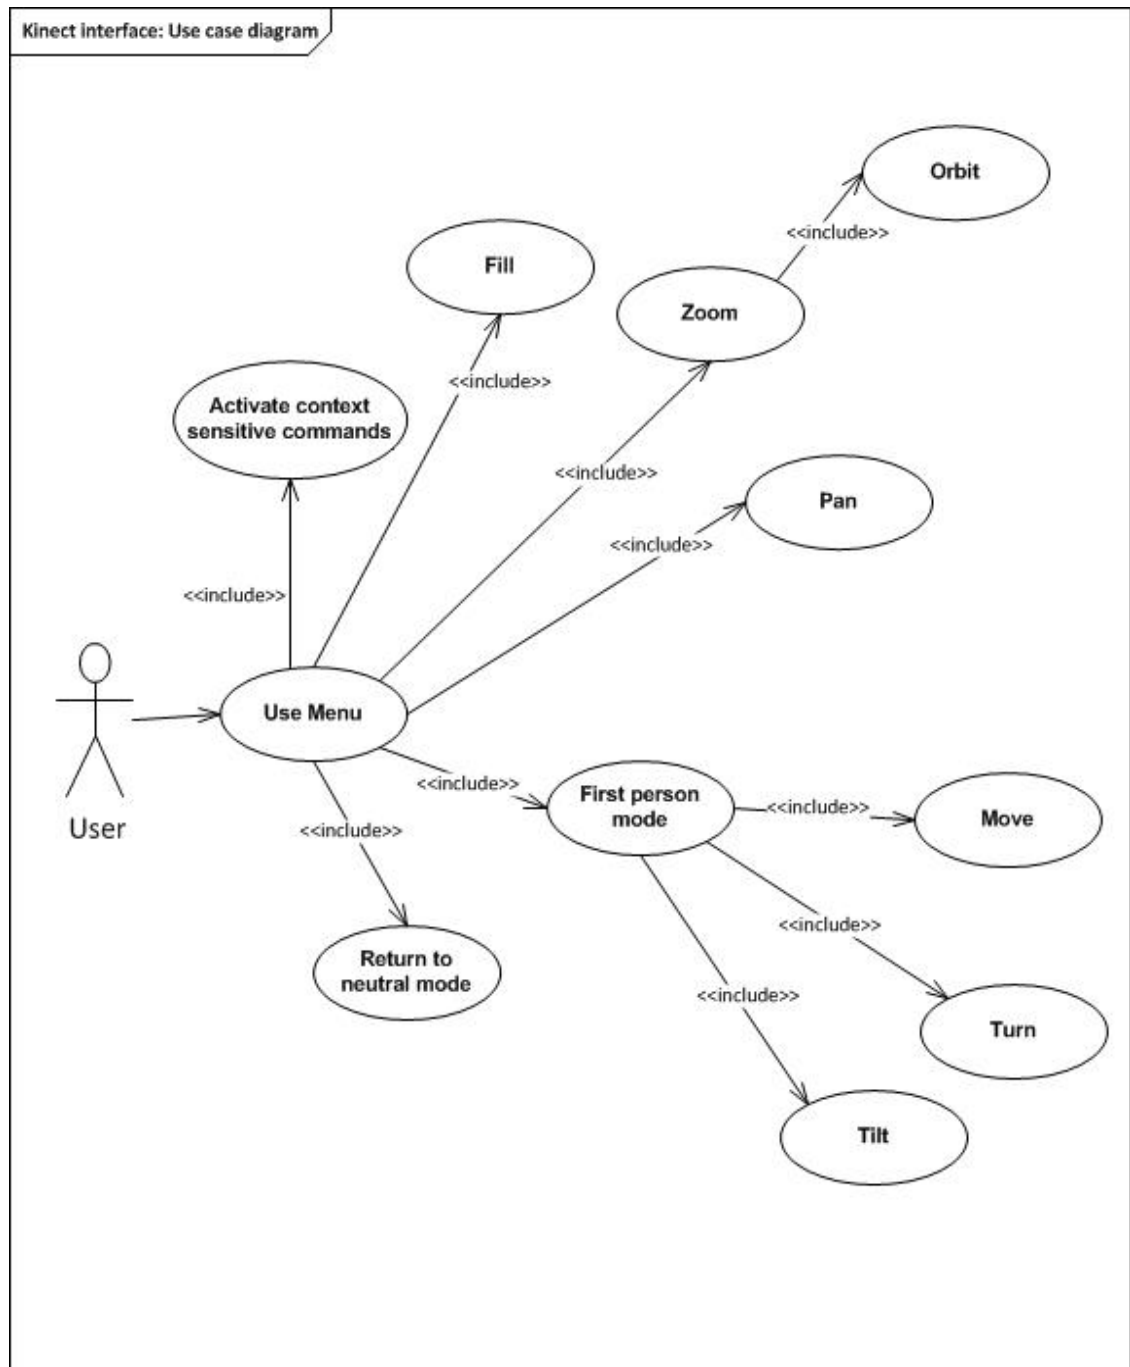 Kinect interface: Use case diagram
Orbit
<<include>>
Fill
Zoom
<<include>>
Activate context
sensitive commands
<<include>>
Pan
<<include>>
<<include>>
Use Menu
User
<<include>>
First person
mode
<<include>>
Move
<<include>>
<<include>>
Return to
neutral mode
<<include>>
Turn
Tilt